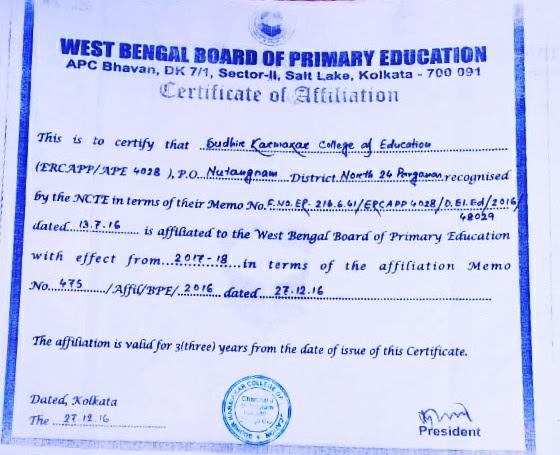 WEST BENGAL BOARD OF PRIMARY EDUCATION
APC Bhavan, DK 7/1, Sector-II, Salt Lake, Kolkata - 700 091
Certificate of Affiliation
This is to certify that Sudhir Karmakar College of Education
(ERCAPP/APE 4028 ), P.O. Nutangram District North 24 Parganas recognised
by the NCTE in terms of their Memo No. F.NO.ER- 216.6.41/ERCAPP 4028/D.El.Ed/2016/
48029
dated 13.7.16 is affiliated to the West Bengal Board of Primary Education
with effect from 2017-18 in terms of the affiliation Memo
No. 475 /Affil/BPE/ 2016 dated 27.12.16
The affiliation is valid for 3(three) years from the date of issue of this Certificate.
Dated, Kolkata
The 27.12.16
KARMAKAR COLLEGE OF
SUDHIR
President